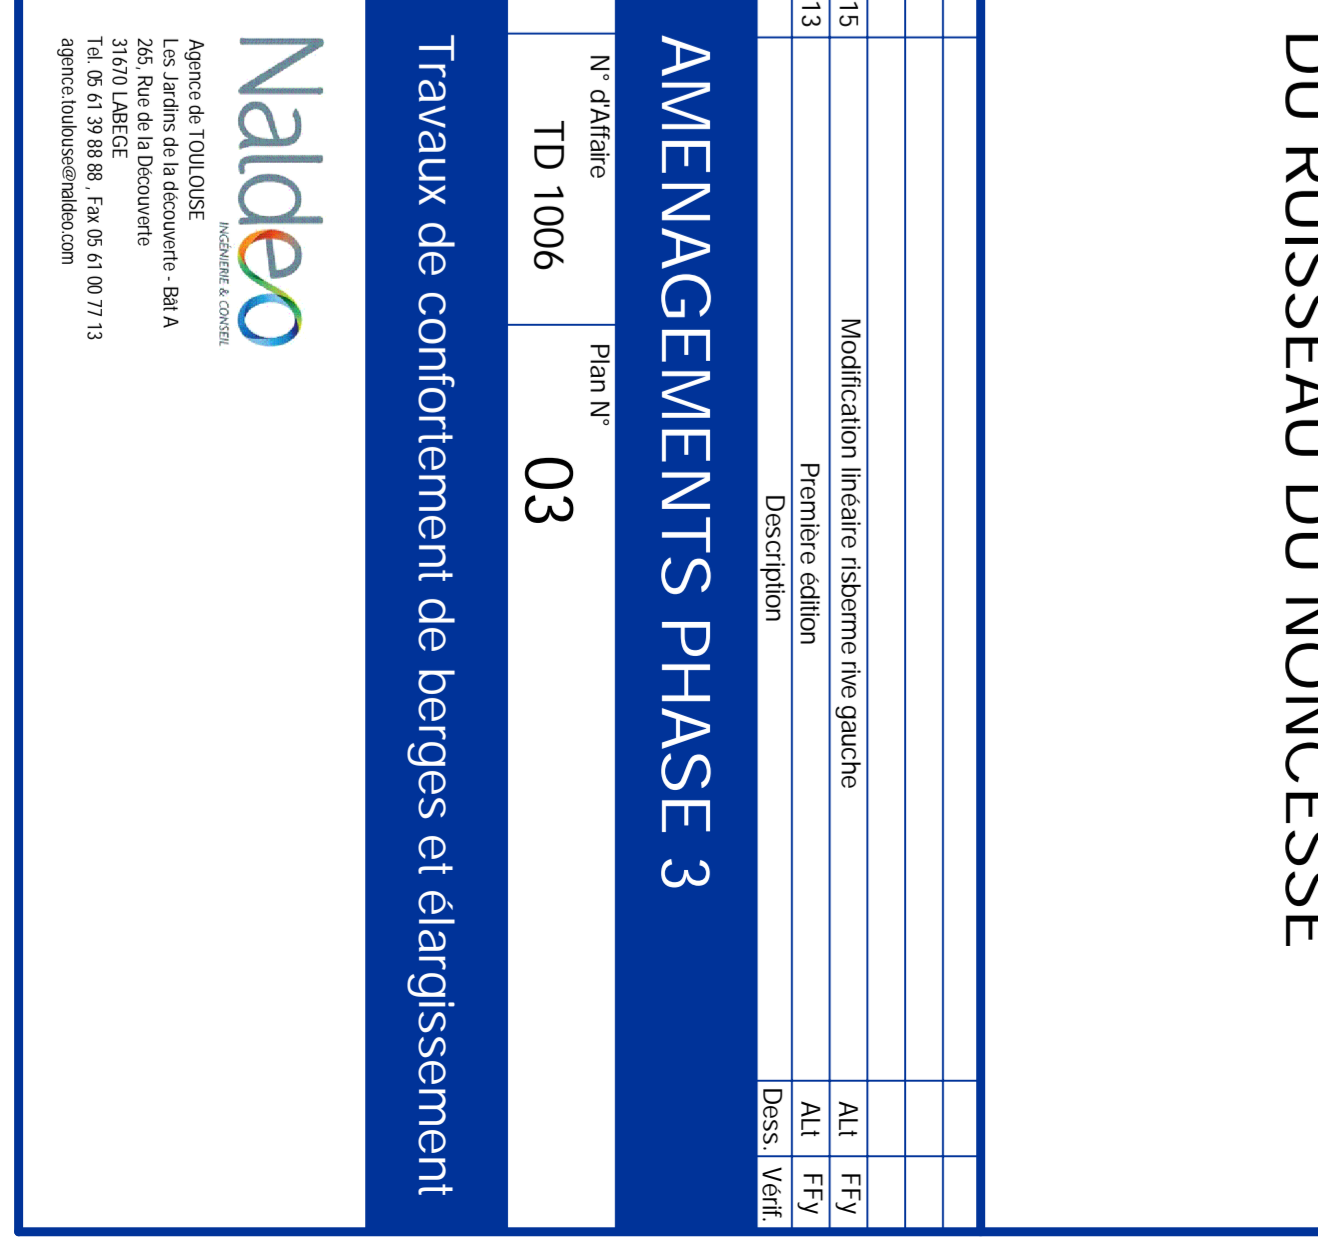 DU RUISSEAU DU NONCESSE
15 Modification linéaire risberme rive gauche ALt FFy
13 Première édition ALt FFy
Description Dess. Vérif.
AMENAGEMENTS PHASE 3
N° d'Affaire Plan N°
TD 1006 03
Travaux de confortement de berges et élargissement
Naldeo
INGÉNIERIE & CONSEIL
Agence de TOULOUSE
Les Jardins de la découverte - Bât A
265, Rue de la Découverte
31670 LABEGE
Tel. 05 61 39 88 88 , Fax 05 61 00 77 13
agence.toulouse@naldeo.com